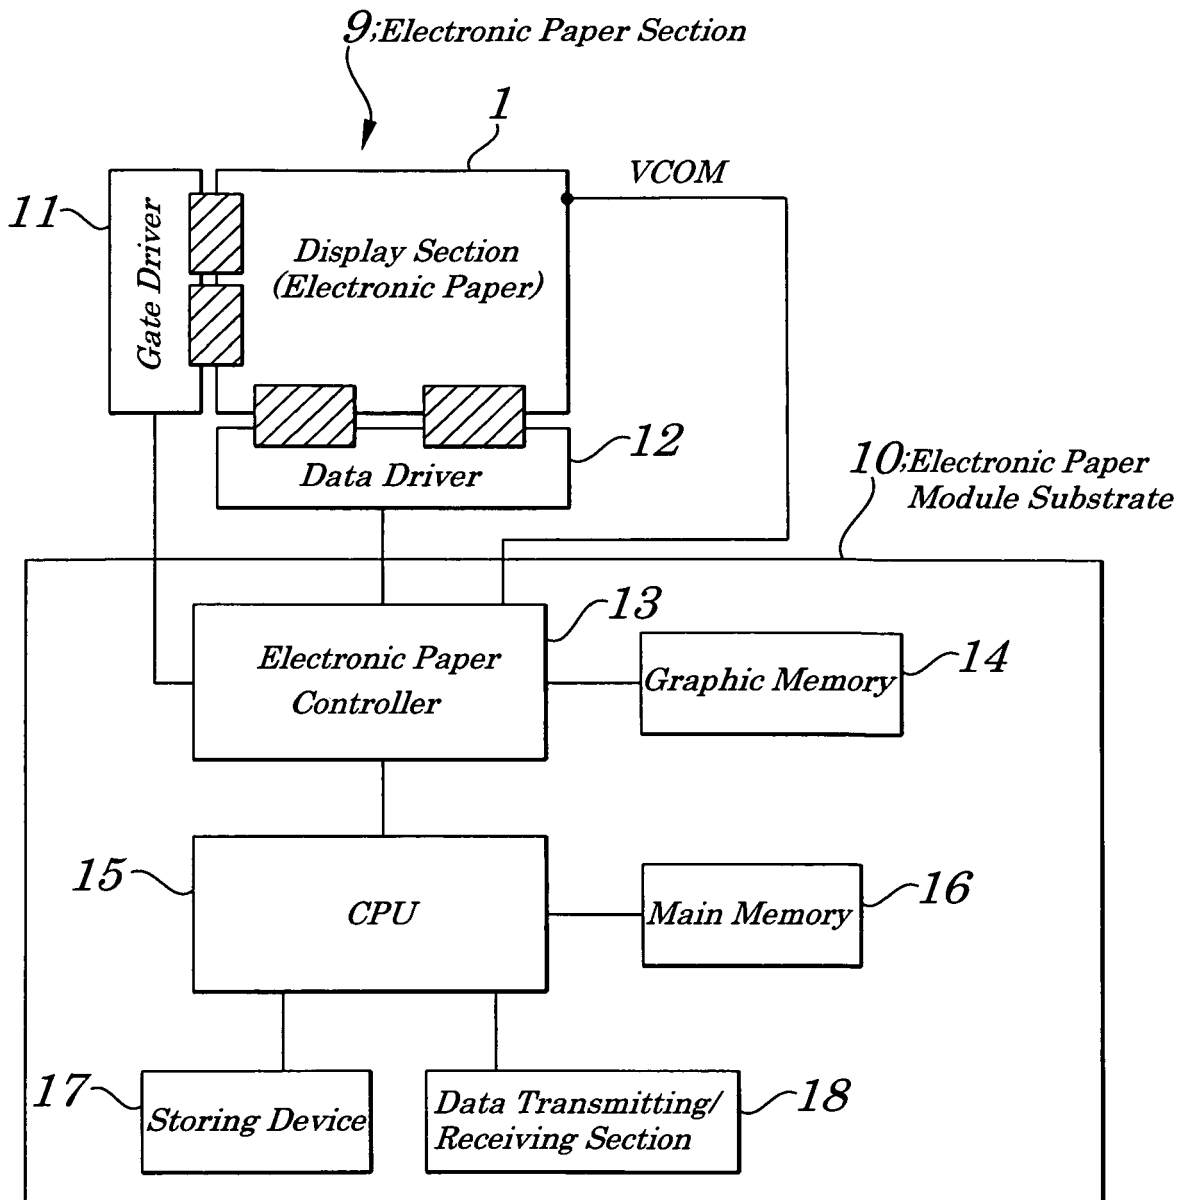 9;Electronic Paper Section
1
VCOM
11
Gate Driver
Display Section
(Electronic Paper)
12
Data Driver
10;Electronic Paper
Module Substrate
13
Electronic Paper
Controller
14
Graphic Memory
15
CPU
16
Main Memory
17
Storing Device
Data Transmitting/
Receiving Section
18